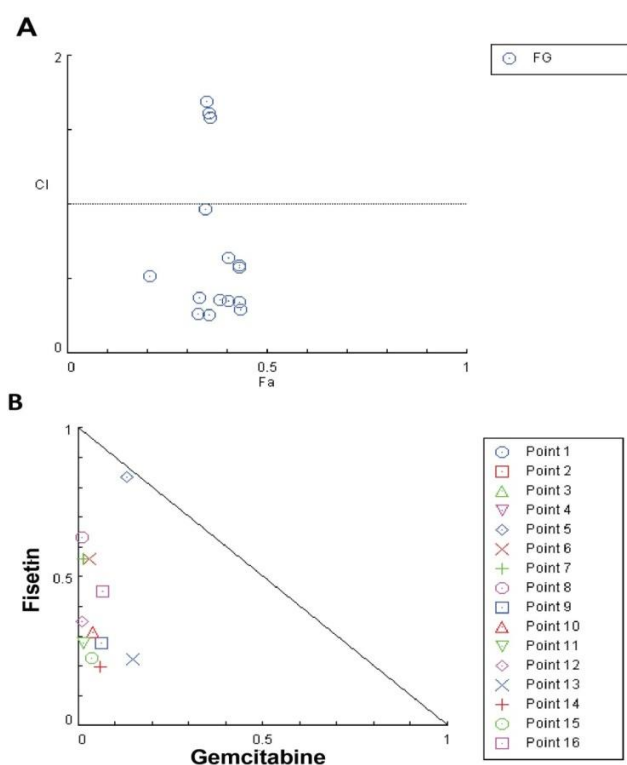 A
2
CI
0
0
0.5
1
Fa
FG
B
1
0.5
0
Fisetin
0
0.5
1
Gemcitabine
Point 1
Point 2
Point 3
Point 4
Point 5
Point 6
Point 7
Point 8
Point 9
Point 10
Point 11
Point 12
Point 13
Point 14
Point 15
Point 16